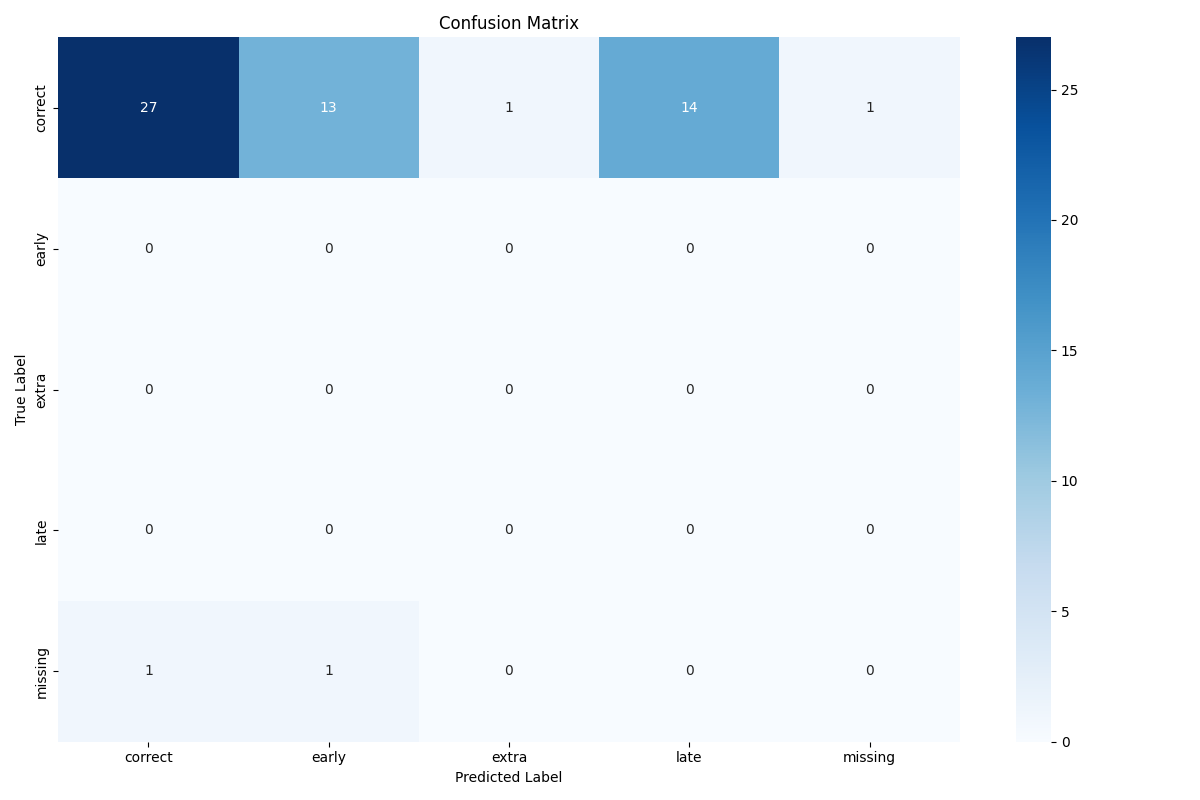 Confusion Matrix
correct
27 13 1 14 1
early
0 0 0 0 0
extra
0 0 0 0 0
late
0 0 0 0 0
missing
1 1 0 0 0
True Label
correct early extra late missing
Predicted Label
25
20
15
10
5
0